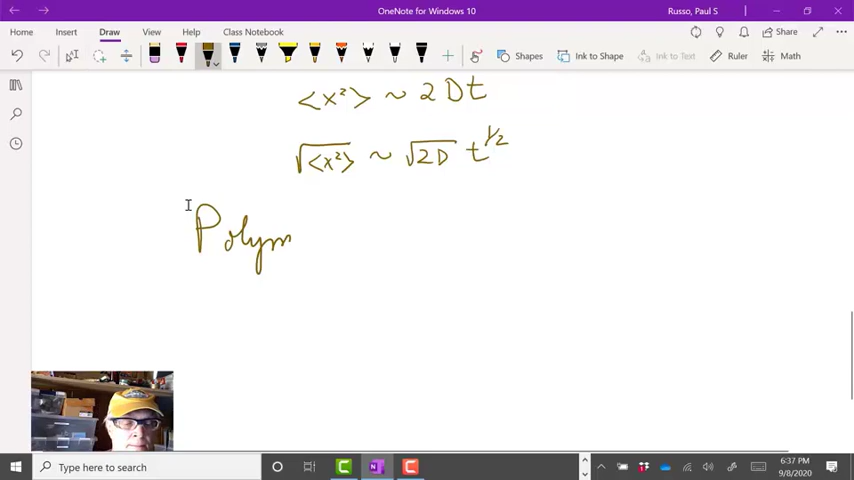 OneNote for Windows 10
Russo, Paul S
Home Insert Draw View Help Class Notebook
Share
Shapes Ink to Shape Ink to Text Ruler Math
<x²> ~ 2 D t
√<x²> ~ √2D t^1/2
Polym
Type here to search
6:37 PM
9/8/2020